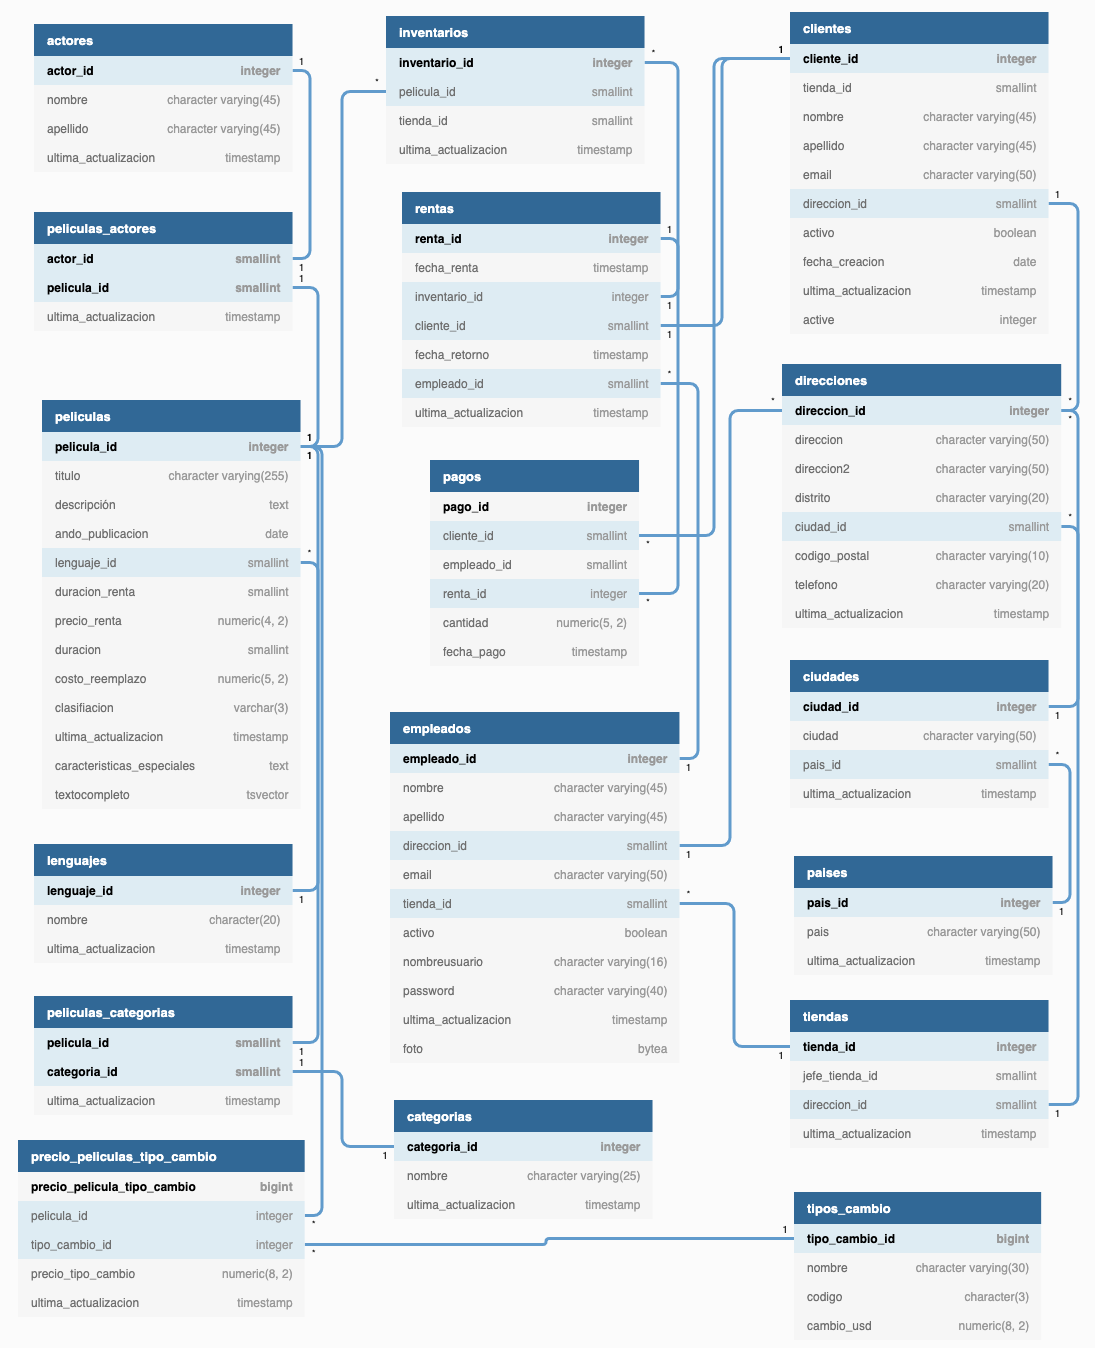 actores
actor_id integer
nombre character varying(45)
apellido character varying(45)
ultima_actualizacion timestamp
peliculas_actores
actor_id smallint
pelicula_id smallint
ultima_actualizacion timestamp
peliculas
pelicula_id integer
titulo character varying(255)
descripción text
ando_publicacion date
lenguaje_id smallint
duracion_renta smallint
precio_renta numeric(4, 2)
duracion smallint
costo_reemplazo numeric(5, 2)
clasifiacion varchar(3)
ultima_actualizacion timestamp
caracteristicas_especiales text
textocompleto tsvector
lenguajes
lenguaje_id integer
nombre character(20)
ultima_actualizacion timestamp
peliculas_categorias
pelicula_id smallint
categoria_id smallint
ultima_actualizacion timestamp
precio_peliculas_tipo_cambio
precio_pelicula_tipo_cambio bigint
pelicula_id integer
tipo_cambio_id integer
precio_tipo_cambio numeric(8, 2)
ultima_actualizacion timestamp
inventarios
inventario_id integer
pelicula_id smallint
tienda_id smallint
ultima_actualizacion timestamp
rentas
renta_id integer
fecha_renta timestamp
inventario_id integer
cliente_id smallint
fecha_retorno timestamp
empleado_id smallint
ultima_actualizacion timestamp
pagos
pago_id integer
cliente_id smallint
empleado_id smallint
renta_id integer
cantidad numeric(5, 2)
fecha_pago timestamp
empleados
empleado_id integer
nombre character varying(45)
apellido character varying(45)
direccion_id smallint
email character varying(50)
tienda_id smallint
activo boolean
nombreusuario character varying(16)
password character varying(40)
ultima_actualizacion timestamp
foto bytea
categorias
categoria_id integer
nombre character varying(25)
ultima_actualizacion timestamp
clientes
cliente_id integer
tienda_id smallint
nombre character varying(45)
apellido character varying(45)
email character varying(50)
direccion_id smallint
activo boolean
fecha_creacion date
ultima_actualizacion timestamp
active integer
direcciones
direccion_id integer
direccion character varying(50)
direccion2 character varying(50)
distrito character varying(20)
ciudad_id smallint
codigo_postal character varying(10)
telefono character varying(20)
ultima_actualizacion timestamp
ciudades
ciudad_id integer
ciudad character varying(50)
pais_id smallint
ultima_actualizacion timestamp
paises
pais_id integer
pais character varying(50)
ultima_actualizacion timestamp
tiendas
tienda_id integer
jefe_tienda_id smallint
direccion_id smallint
ultima_actualizacion timestamp
tipos_cambio
tipo_cambio_id bigint
nombre character varying(30)
codigo character(3)
cambio_usd numeric(8, 2)